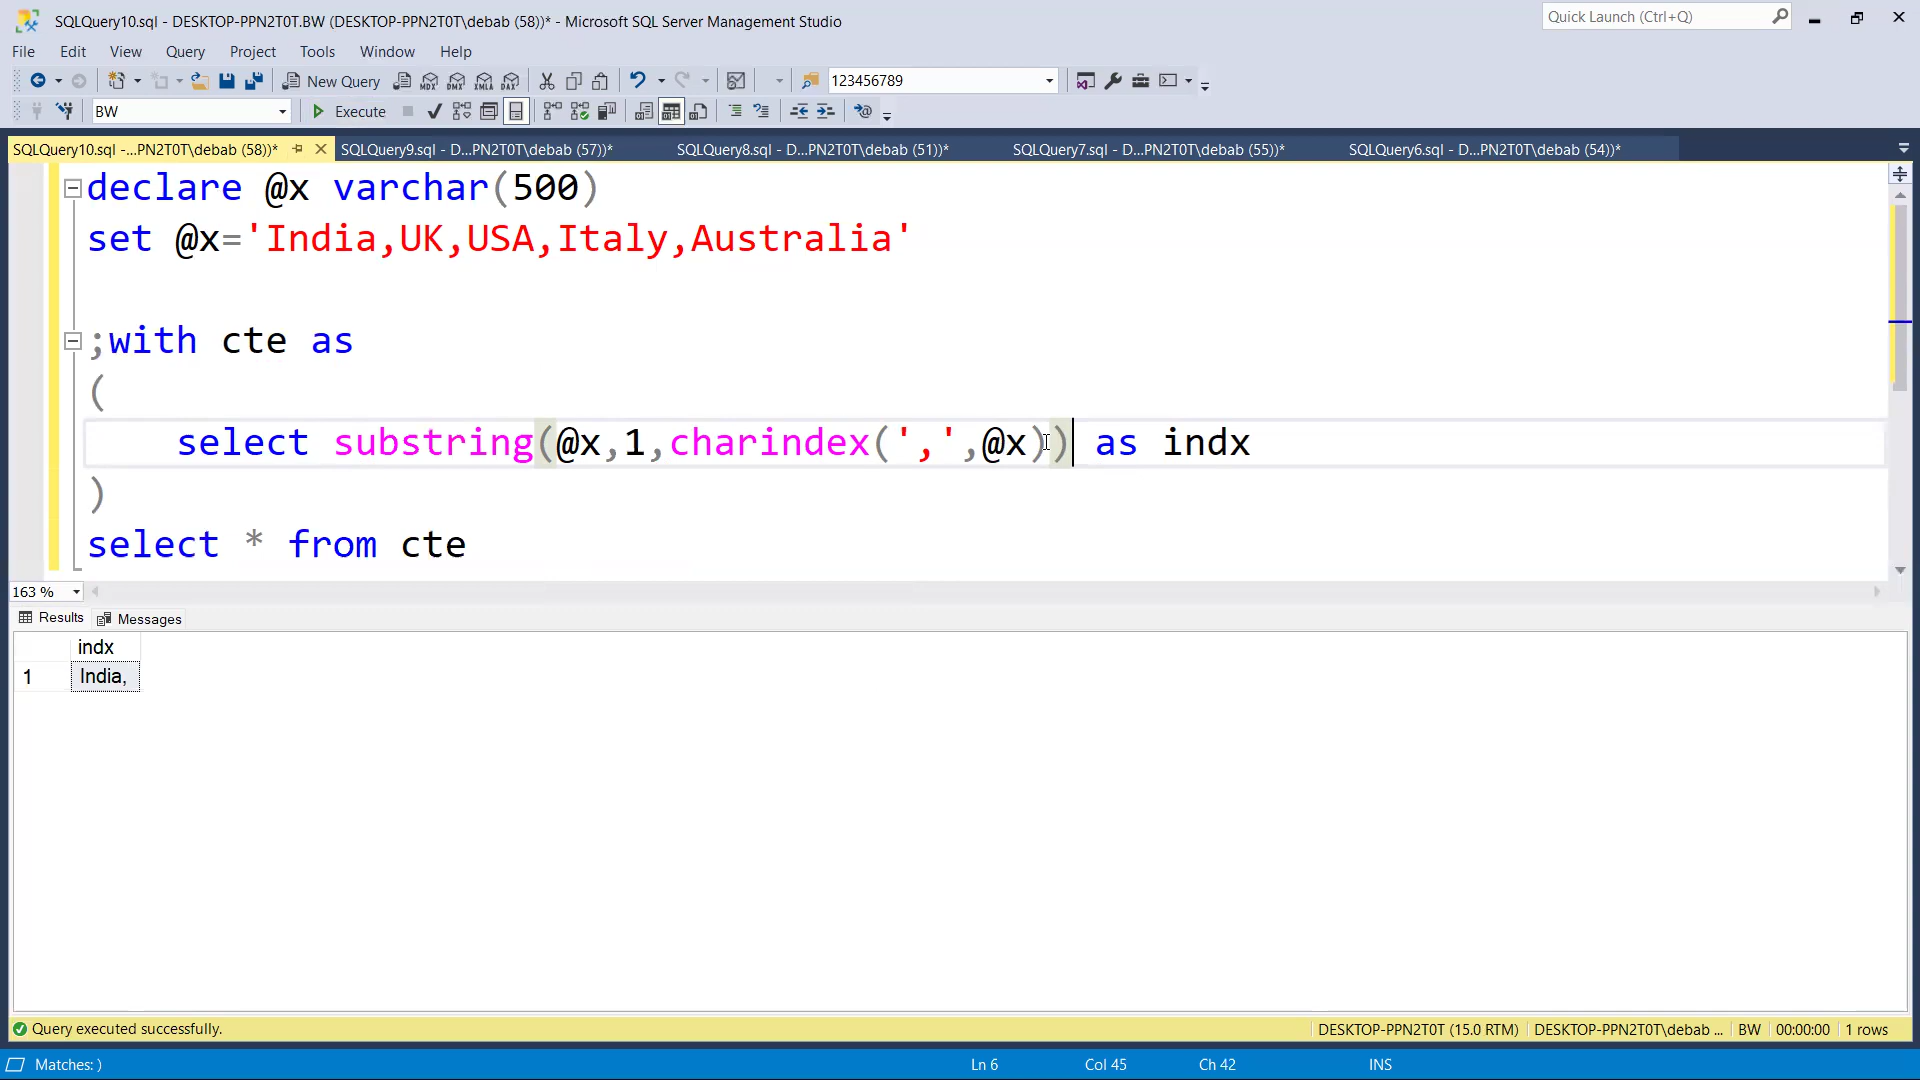 SQLQuery10.sql - DESKTOP-PPN2T0T.BW (DESKTOP-PPN2T0T\debab (58))* - Microsoft SQL Server Management Studio
Quick Launch (Ctrl+Q)
File Edit View Query Project Tools Window Help
New Query MDX DMX XMLA DAX 123456789
BW Execute
SQLQuery10.sql -...PN2T0T\debab (58))* SQLQuery9.sql - D...PN2T0T\debab (57))* SQLQuery8.sql - D...PN2T0T\debab (51))* SQLQuery7.sql - D...PN2T0T\debab (55))* SQLQuery6.sql - D...PN2T0T\debab (54))*
declare @x varchar(500)
set @x='India,UK,USA,Italy,Australia'
;with cte as
(
select substring(@x,1,charindex(',',@x)) as indx
)
select * from cte
163 %
Results Messages
indx
1 India,
Query executed successfully. DESKTOP-PPN2T0T (15.0 RTM) DESKTOP-PPN2T0T\debab ... BW 00:00:00 1 rows
Matches: ) Ln 6 Col 45 Ch 42 INS